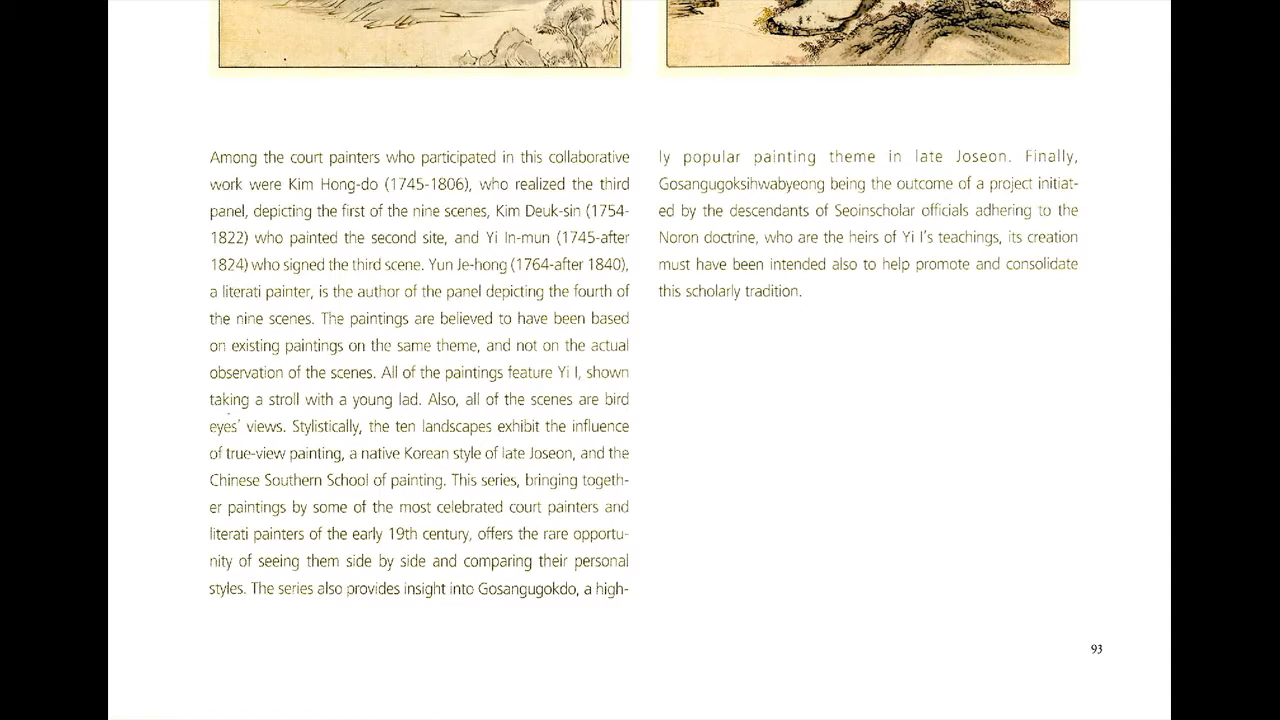 Among the court painters who participated in this collaborative
work were Kim Hong-do (1745-1806), who realized the third
panel, depicting the first of the nine scenes, Kim Deuk-sin (1754-
1822) who painted the second site, and Yi In-mun (1745-after
1824) who signed the third scene. Yun Je-hong (1764-after 1840),
a literati painter, is the author of the panel depicting the fourth of
the nine scenes. The paintings are believed to have been based
on existing paintings on the same theme, and not on the actual
observation of the scenes. All of the paintings feature Yi I, shown
taking a stroll with a young lad. Also, all of the scenes are bird
eyes' views. Stylistically, the ten landscapes exhibit the influence
of true-view painting, a native Korean style of late Joseon, and the
Chinese Southern School of painting. This series, bringing togeth-
er paintings by some of the most celebrated court painters and
literati painters of the early 19th century, offers the rare opportu-
nity of seeing them side by side and comparing their personal
styles. The series also provides insight into Gosangugokdo, a high-
ly popular painting theme in late Joseon. Finally,
Gosangugoksihwabyeong being the outcome of a project initiat-
ed by the descendants of Seoinscholar officials adhering to the
Noron doctrine, who are the heirs of Yi I's teachings, its creation
must have been intended also to help promote and consolidate
this scholarly tradition.
93